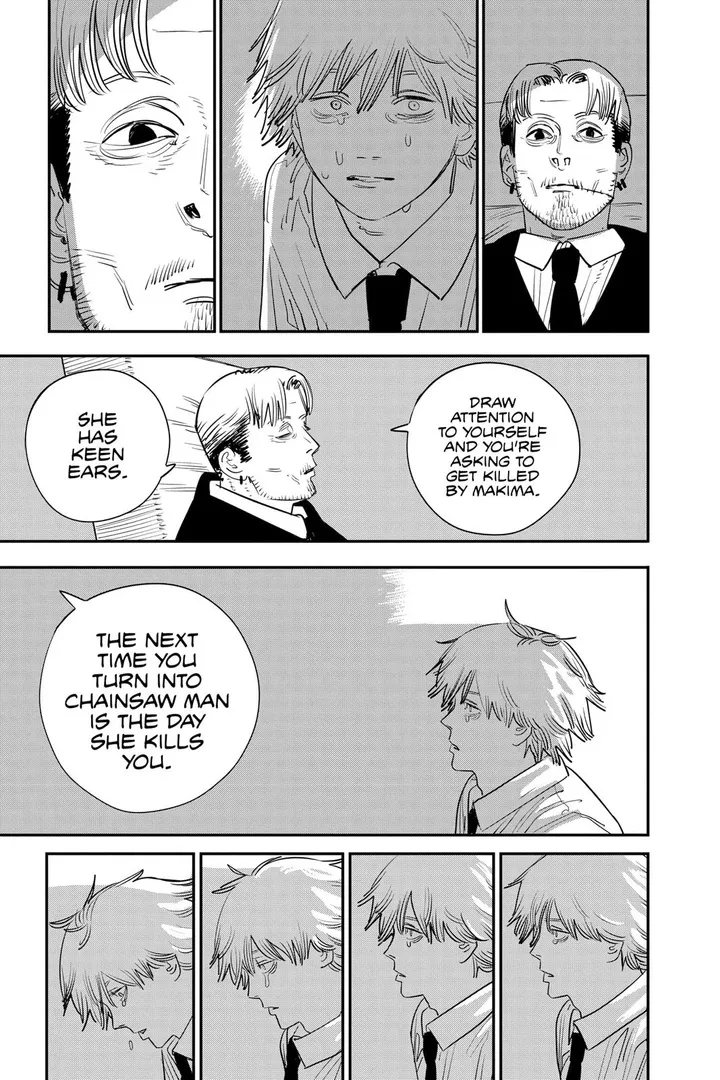 DRAW
ATTENTION
TO YOURSELF
AND YOU'RE
ASKING TO
GET KILLED
BY MAKIMA.
SHE
HAS
KEEN
EARS.
THE NEXT
TIME YOU
TURN INTO
CHAINSAW MAN
IS THE DAY
SHE KILLS
YOU.